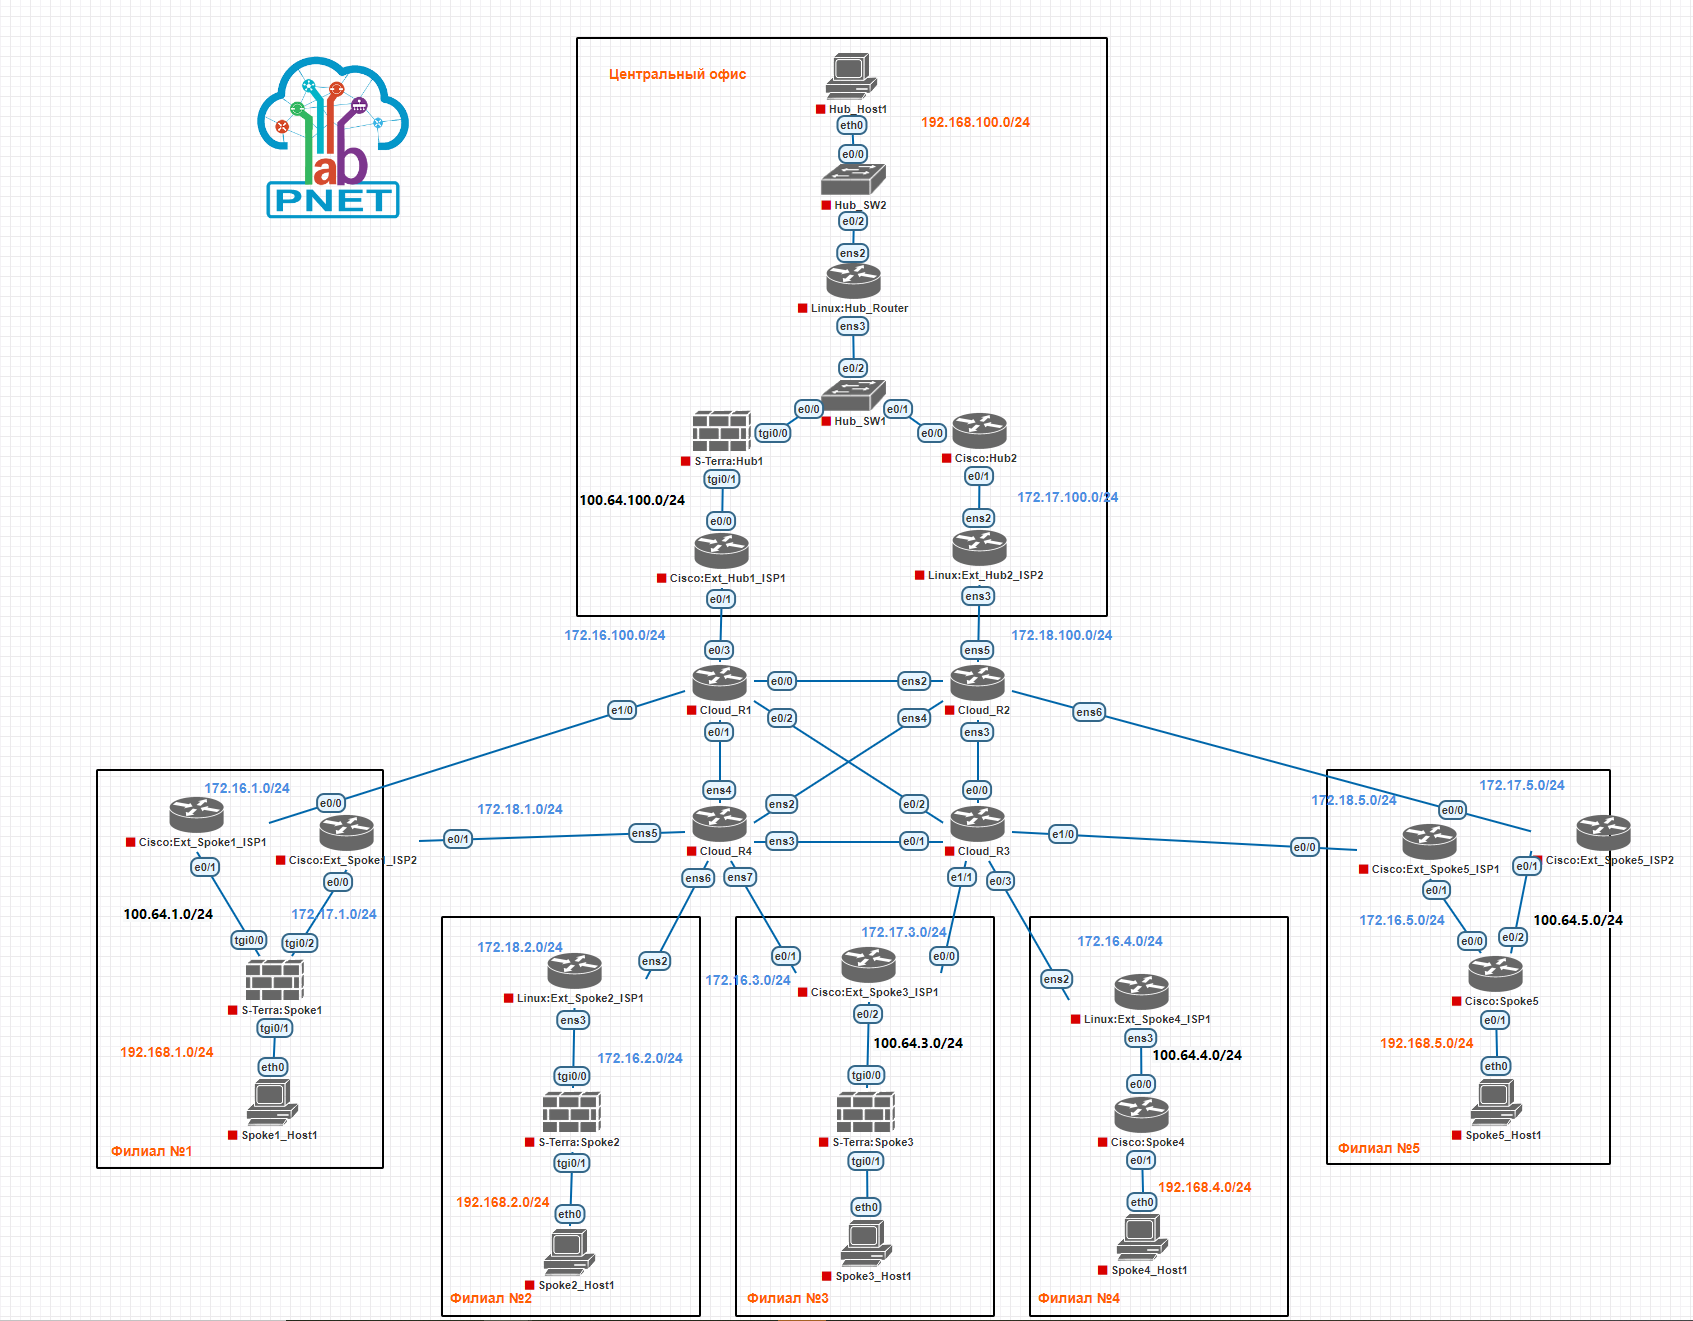 ab
PNET
Центральный офис
Hub_Host1
eth0
192.168.100.0/24
e0/0
Hub_SW2
e0/2
ens2
Linux:Hub_Router
ens3
e0/2
e0/0
e0/1
Hub_SW1
tgi0/0
e0/0
S-Terra:Hub1
Cisco:Hub2
tgi0/1
e0/1
100.64.100.0/24
172.17.100.0/24
e0/0
ens2
Cisco:Ext_Hub1_ISP1
Linux:Ext_Hub2_ISP2
e0/1
ens3
172.16.100.0/24
172.18.100.0/24
e0/3
ens5
e0/0
ens2
Cloud_R1
Cloud_R2
e1/0
e0/2
ens4
ens6
e0/1
ens3
ens4
e0/0
ens2
e0/2
Cloud_R4
Cloud_R3
ens5
ens3
e0/1
e1/0
ens6
ens7
e1/1
e0/3
172.16.1.0/24
e0/0
172.18.1.0/24
e0/1
Cisco:Ext_Spoke1_ISP1
Cisco:Ext_Spoke1_ISP2
e0/1
e0/0
100.64.1.0/24
172.17.1.0/24
tgi0/0
tgi0/2
S-Terra:Spoke1
tgi0/1
192.168.1.0/24
eth0
Spoke1_Host1
Филиал №1
172.18.2.0/24
ens2
Linux:Ext_Spoke2_ISP1
ens3
172.16.2.0/24
tgi0/0
S-Terra:Spoke2
tgi0/1
192.168.2.0/24
eth0
Spoke2_Host1
Филиал №2
172.17.3.0/24
e0/1
e0/0
172.16.3.0/24
Cisco:Ext_Spoke3_ISP1
e0/2
100.64.3.0/24
tgi0/0
S-Terra:Spoke3
tgi0/1
eth0
Spoke3_Host1
Филиал №3
172.16.4.0/24
ens2
Linux:Ext_Spoke4_ISP1
ens3
100.64.4.0/24
e0/0
Cisco:Spoke4
e0/1
192.168.4.0/24
eth0
Spoke4_Host1
Филиал №4
172.17.5.0/24
172.18.5.0/24
e0/0
e0/0
Cisco:Ext_Spoke5_ISP2
Cisco:Ext_Spoke5_ISP1
e0/1
e0/1
172.16.5.0/24
100.64.5.0/24
e0/0
e0/2
Cisco:Spoke5
e0/1
192.168.5.0/24
eth0
Spoke5_Host1
Филиал №5